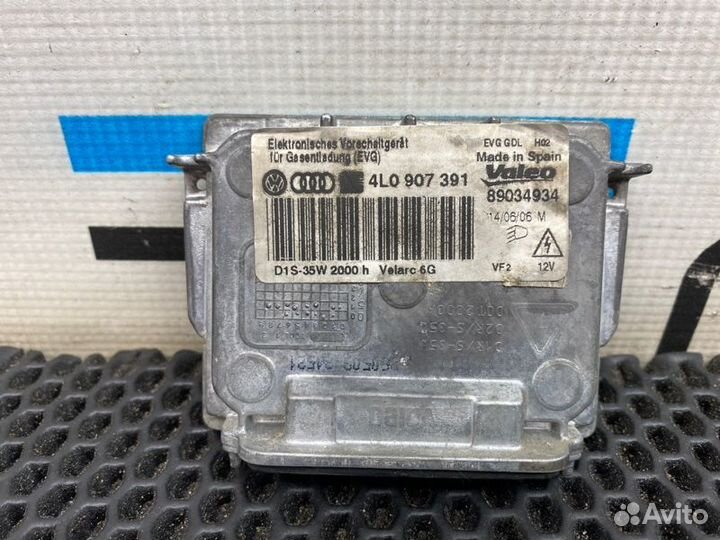 Elektronisches Vorschaltgerät
für Gasentladung (EVG)
EVG GDL H02
Made in Spain
Valeo
4L0 907 391
89034934
14/06/06 M
D1S-35W 2000 h Velarc 6G
VF2 12V
Avito